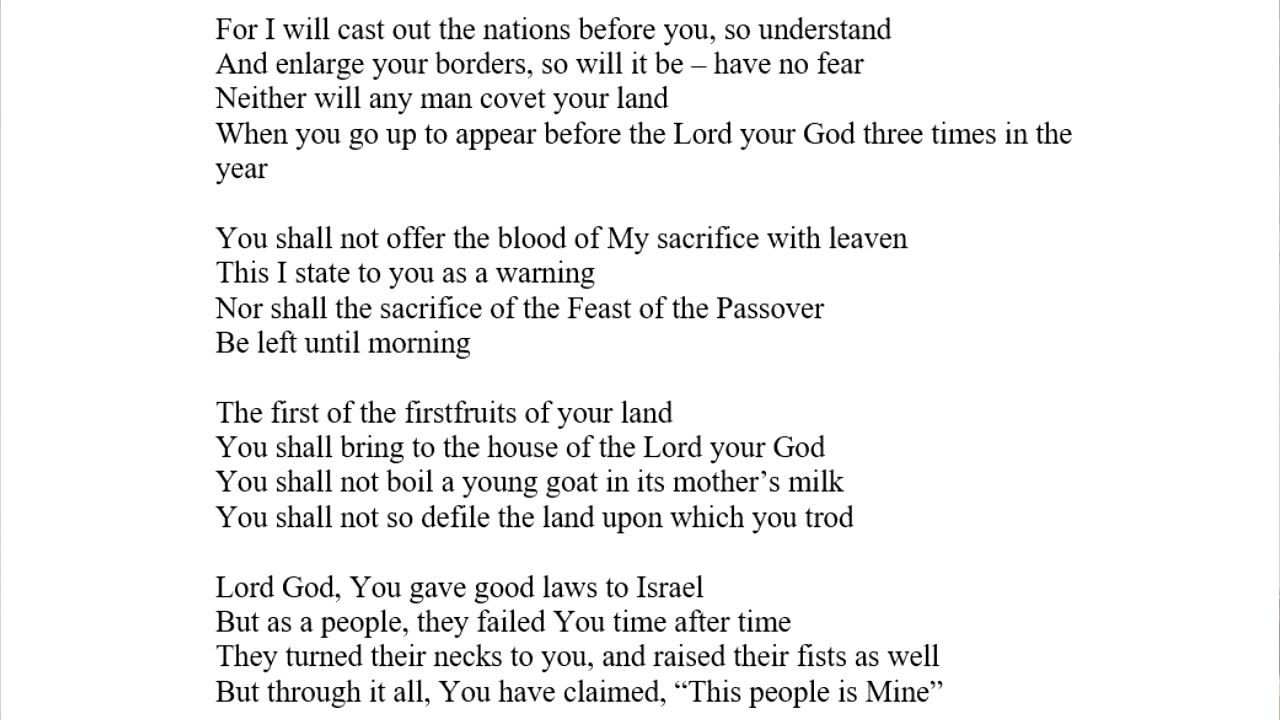 For I will cast out the nations before you, so understand
And enlarge your borders, so will it be – have no fear
Neither will any man covet your land
When you go up to appear before the Lord your God three times in the
year
You shall not offer the blood of My sacrifice with leaven
This I state to you as a warning
Nor shall the sacrifice of the Feast of the Passover
Be left until morning
The first of the firstfruits of your land
You shall bring to the house of the Lord your God
You shall not boil a young goat in its mother’s milk
You shall not so defile the land upon which you trod
Lord God, You gave good laws to Israel
But as a people, they failed You time after time
They turned their necks to you, and raised their fists as well
But through it all, You have claimed, “This people is Mine”